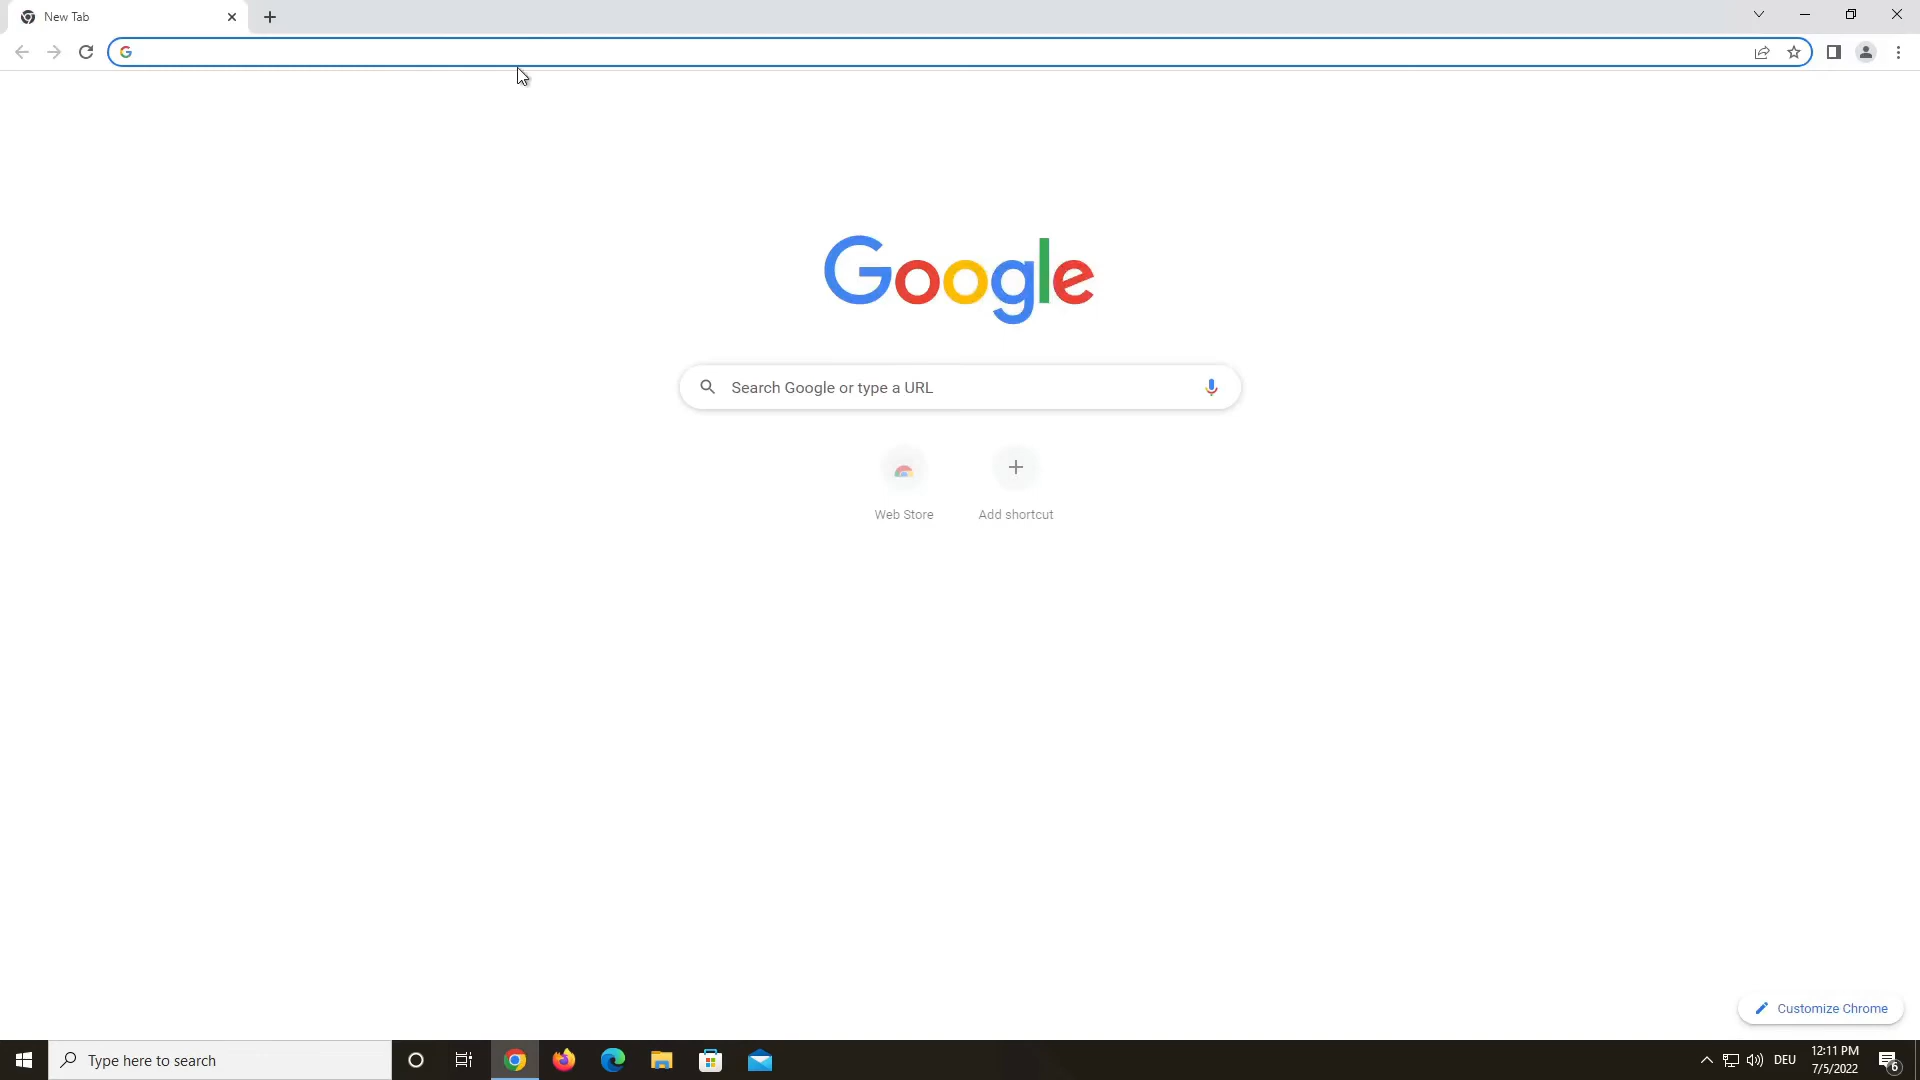 New Tab
Google
Search Google or type a URL
Web Store
Add shortcut
Customize Chrome
Type here to search
DEU
12:11 PM
7/5/2022
6